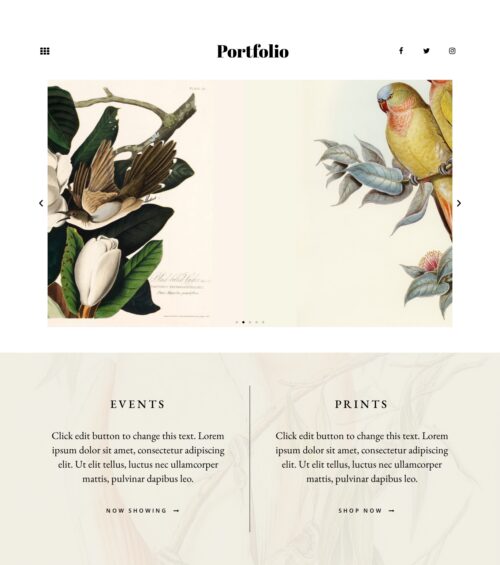 Portfolio
EVENTS
Click edit button to change this text. Lorem
ipsum dolor sit amet, consectetur adipiscing
elit. Ut elit tellus, luctus nec ullamcorper
mattis, pulvinar dapibus leo.
NOW SHOWING
PRINTS
Click edit button to change this text. Lorem
ipsum dolor sit amet, consectetur adipiscing
elit. Ut elit tellus, luctus nec ullamcorper
mattis, pulvinar dapibus leo.
SHOP NOW